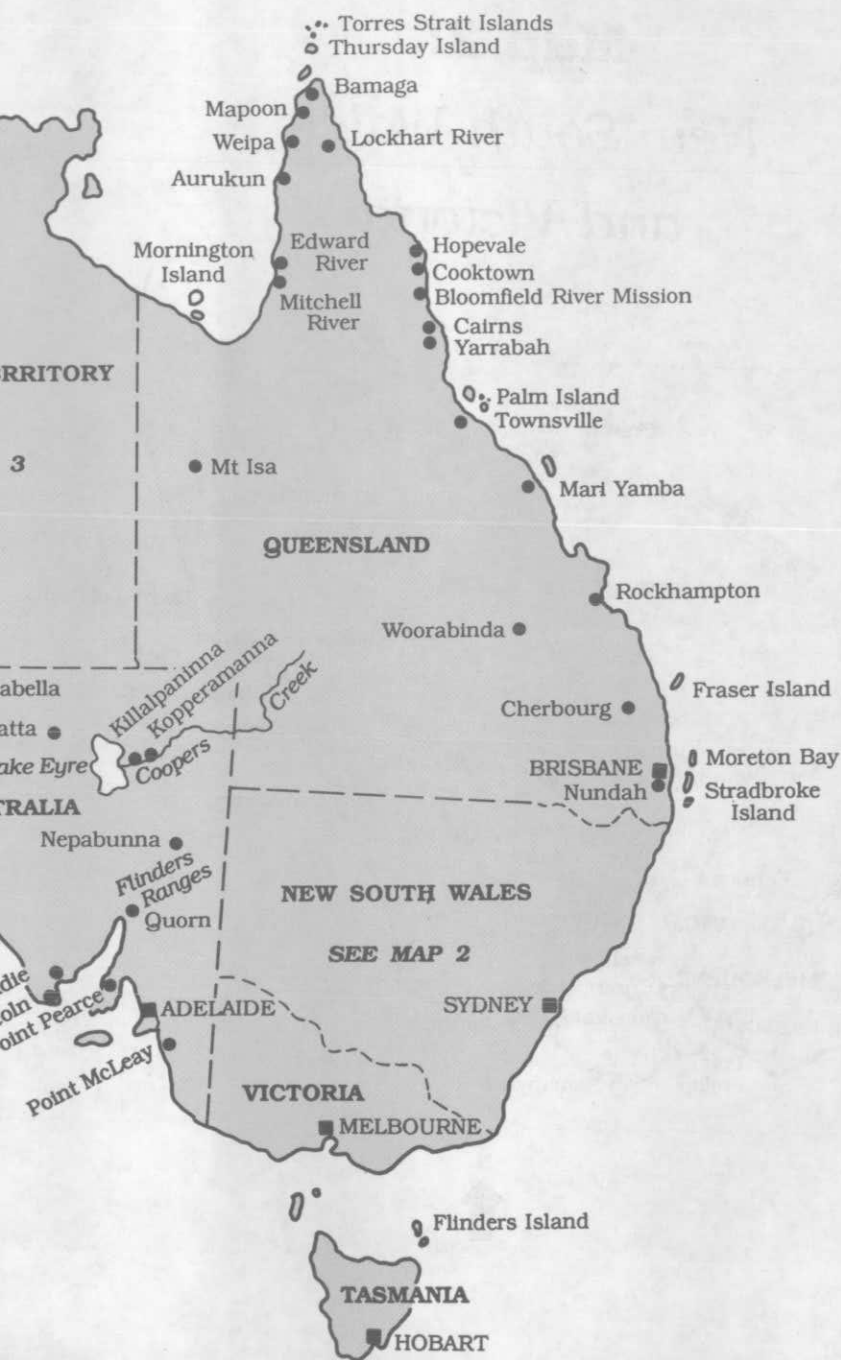 Torres Strait Islands
Thursday Island
Bamaga
Mapoon
Weipa
Lockhart River
Aurukun
Mornington
Island
Edward
River
Mitchell
River
Hopevale
Cooktown
Bloomfield River Mission
Cairns
Yarrabah
RRITORY
3
Palm Island
Townsville
Mt Isa
Mari Yamba
QUEENSLAND
Rockhampton
Woorabinda
abella
Killalpaninna
Kopperamanna
Creek
Fraser Island
Cherbourg
atta
ake Eyre
Coopers
BRISBANE
Nundah
Moreton Bay
Stradbroke
Island
TRALIA
Nepabunna
Flinders
Ranges
Quorn
NEW SOUTH WALES
SEE MAP 2
die
coln
oint Pearce
ADELAIDE
SYDNEY
Point McLeay
VICTORIA
MELBOURNE
Flinders Island
TASMANIA
HOBART